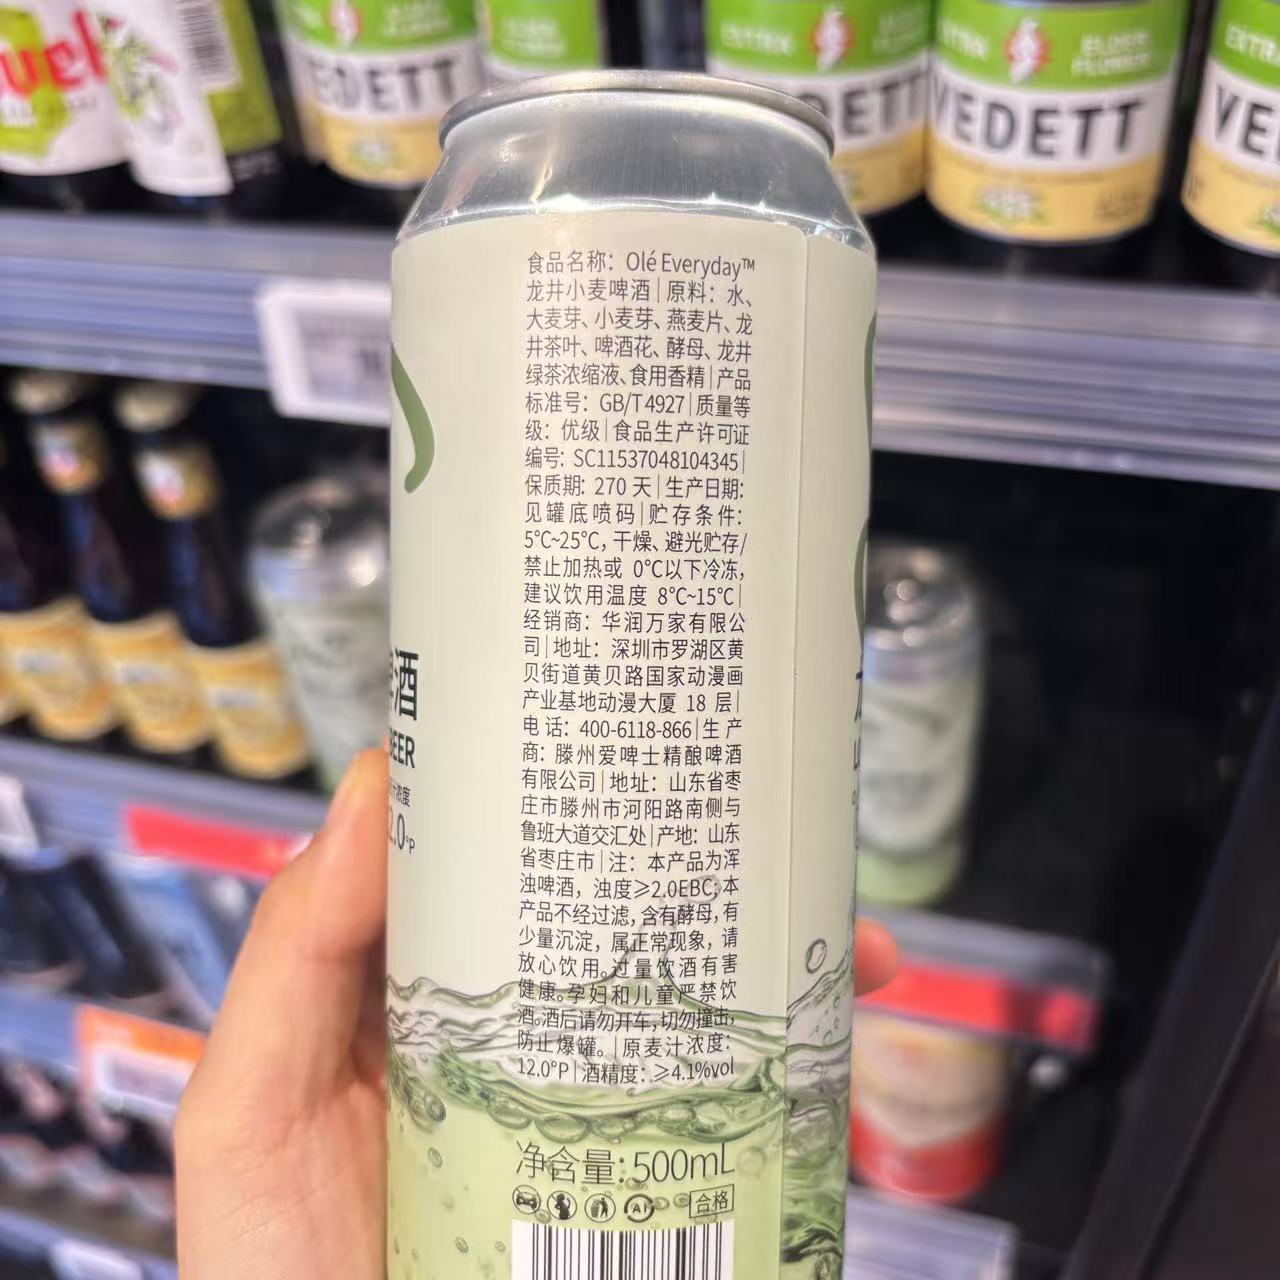 EXTRA
ELDER
FLOWER
VEDETT
VEDETT
VEDETT
食品名称：Olé Everyday™
龙井小麦啤酒｜原料：水、
大麦芽、小麦芽、燕麦片、龙
井茶叶、啤酒花、酵母、龙井
绿茶浓缩液、食用香精｜产品
标准号：GB/T 4927｜质量等
级：优级｜食品生产许可证
编号：SC11537048104345｜
保质期：270 天｜生产日期：
见罐底喷码｜贮存条件：
5°C~25°C，干燥、避光贮存/
禁止加热或 0°C以下冷冻，
建议饮用温度 8°C~15°C｜
经销商：华润万家有限公
司｜地址：深圳市罗湖区黄
贝街道黄贝路国家动漫画
产业基地动漫大厦 18 层｜
电话：400-6118-866｜生产
商：滕州爱啤士精酿啤酒
有限公司｜地址：山东省枣
庄市滕州市河阳路南侧与
鲁班大道交汇处｜产地：山东
省枣庄市｜注：本产品为浑
浊啤酒，浊度≥2.0EBC；本
产品不经过滤，含有酵母，有
少量沉淀，属正常现象，请
放心饮用。过量饮酒有害
健康。孕妇和儿童严禁饮
酒。酒后请勿开车，切勿撞击，
防止爆罐。｜原麦汁浓度：
12.0°P｜酒精度：≥4.1%vol
净含量：500mL
合格
酒
BEER
汁浓度
2.0°P